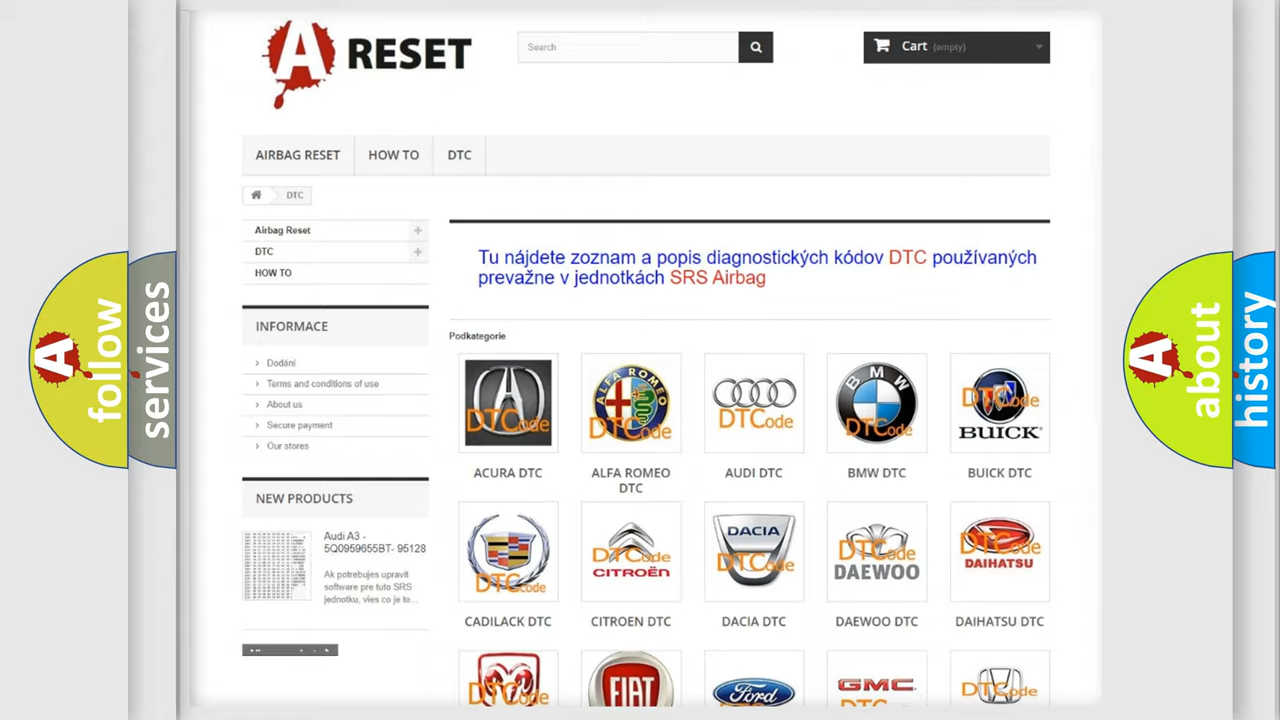 A RESET
Search
Cart (empty)
AIRBAG RESET
HOW TO
DTC
DTC
Airbag Reset
DTC
HOW TO
INFORMACE
Dodání
Terms and conditions of use
About us
Secure payment
Our stores
NEW PRODUCTS
Audi A3 -
5Q0959655BT- 95128
Ak potrebujes upravit
software pre tuto SRS
jednotku, vies co je to...
Tu nájdete zoznam a popis diagnostických kódov DTC používaných
prevažne v jednotkách SRS Airbag
Podkategorie
DTCode
ALFA ROMEO
DTCode
DTCode
BMW
DTCode
DTCode
BUICK
ACURA DTC
ALFA ROMEO
DTC
AUDI DTC
BMW DTC
BUICK DTC
DTCode
DTCode
CITROËN
DACIA
DTCode
DTCode
DAEWOO
DTCode
DAIHATSU
CADILACK DTC
CITROEN DTC
DACIA DTC
DAEWOO DTC
DAIHATSU DTC
DTCode
FIAT
Ford
GMC
DTCode
A follow
services
A about
history